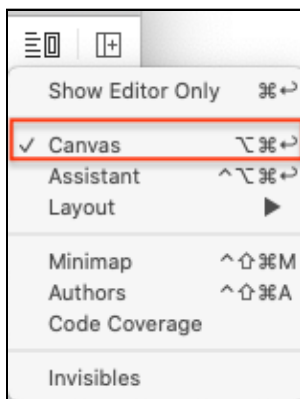 Show Editor Only ⌘↩
✓ Canvas ⌥⌘↩
Assistant ^⌥⌘↩
Layout ▶
Minimap ^⇧⌘M
Authors ^⇧⌘A
Code Coverage
Invisibles